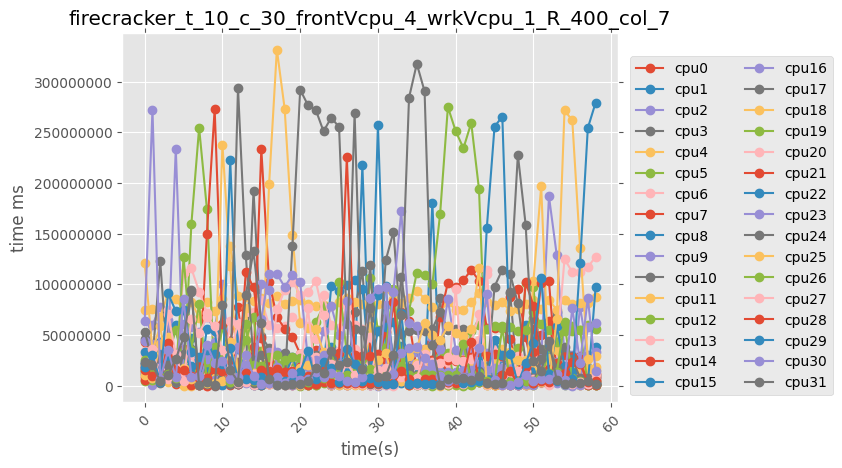 firecracker_t_10_c_30_frontVcpu_4_wrkVcpu_1_R_400_col_7
time ms
300000000
250000000
200000000
150000000
100000000
50000000
0
0
10
20
30
40
50
60
time(s)
cpu0
cpu1
cpu2
cpu3
cpu4
cpu5
cpu6
cpu7
cpu8
cpu9
cpu10
cpu11
cpu12
cpu13
cpu14
cpu15
cpu16
cpu17
cpu18
cpu19
cpu20
cpu21
cpu22
cpu23
cpu24
cpu25
cpu26
cpu27
cpu28
cpu29
cpu30
cpu31